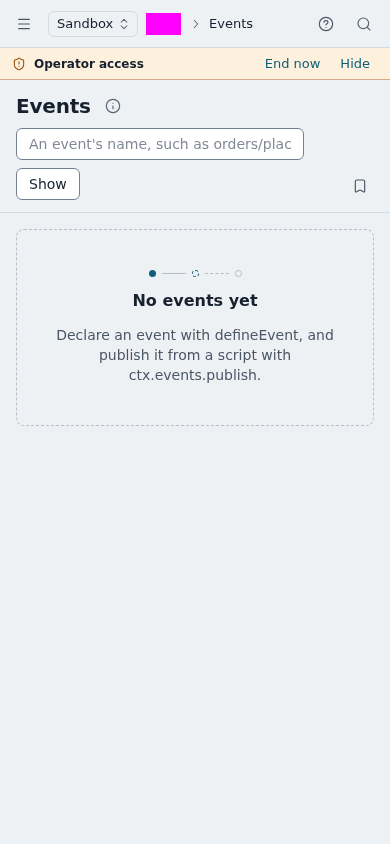 Sandbox
Events
Operator access
End now
Hide
Events
An event's name, such as orders/plac
Show
No events yet
Declare an event with defineEvent, and
publish it from a script with
ctx.events.publish.